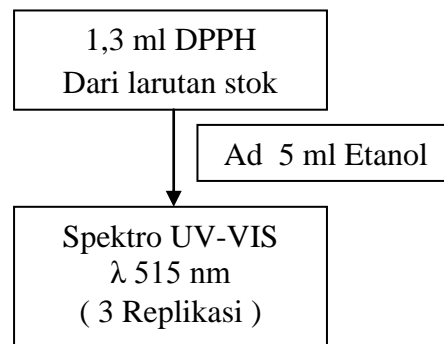 1,3 ml DPPH
Dari larutan stok
Ad 5 ml Etanol
Spektro UV-VIS
λ 515 nm
( 3 Replikasi )